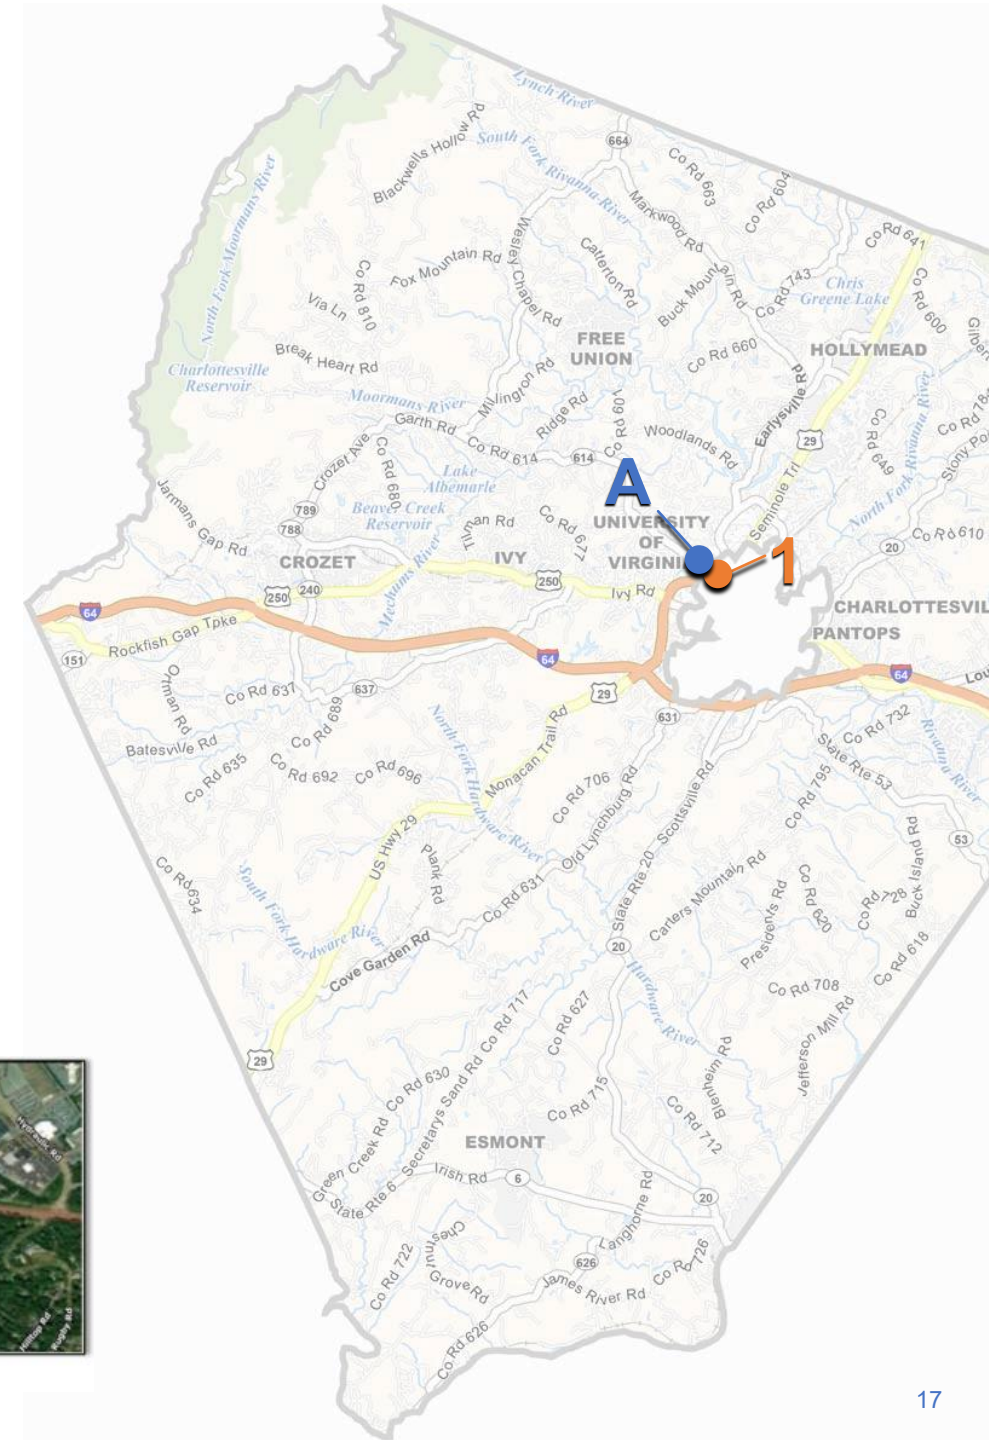 Lynch River
Blackwells Hollow Rd
South Fork Rivanna River
664
Co Rd 663
Co Rd 604
Markwood Rd
North Fork Moormans River
Wesley Chapel Rd
Catterton Rd
Co Rd 641
Fox Mountain Rd
Co Rd 810
Buck Mountain Rd
Co Rd 743
Chris
Greene Lake
Co Rd 600
Via Ln
FREE
UNION
Co Rd 660
HOLLYMEAD
Break Heart Rd
Charlottesville
Reservoir
Millington Rd
Earlysville Rd
Moormans River
Ridge Rd
Co Rd 601
Garth Rd
Co Rd 614
614
Woodlands Rd
29
Co Rd 649
North Fork Rivanna River
Crozet Ave
Co Rd 680
Seminole Trl
A
Lake
Albemarle
Jarmans Gap Rd
789
788
Beaver Creek
Reservoir
Tilman Rd
Co Rd 677
UNIVERSITY
OF
VIRGINI
20
Co Rd 610
1
CROZET
IVY
Mechums River
250
240
250
Ivy Rd
64
CHARLOTTESVIL
PANTOPS
Rockfish Gap Tpke
151
64
64
Ortman Rd
Co Rd 637
637
29
631
Co Rd 689
North Fork Hardware River
Co Rd 732
Rivanna River
Batesville Rd
Co Rd 635
Co Rd 692
Co Rd 696
Monacan Trail Rd
Co Rd 706
Old Lynchburg Rd
State Rte 20
Scottsville Rd
State Rte 53
Co Rd 795
53
US Hwy 29
Plank Rd
Co Rd 634
Co Rd 631
Carters Mountain Rd
Presidents Rd
Co Rd 620
Co Rd 728
Buck Island Rd
South Fork Hardware River
Cove Garden Rd
20
Co Rd 618
Hardware River
Co Rd 708
Co Rd 717
Co Rd 627
Jefferson Mill Rd
29
Co Rd 630
Secretarys Sand Rd
Blenheim Rd
Co Rd 715
Co Rd 712
Hydraulic Rd
Green Creek Rd
ESMONT
State Rte 6
Irish Rd
6
Langhorne Rd
20
Chestnut
Grove Rd
Co Rd 722
626
James River Rd
Co Rd 726
Hilltop Rd
Rugby Rd
Co Rd 626
17